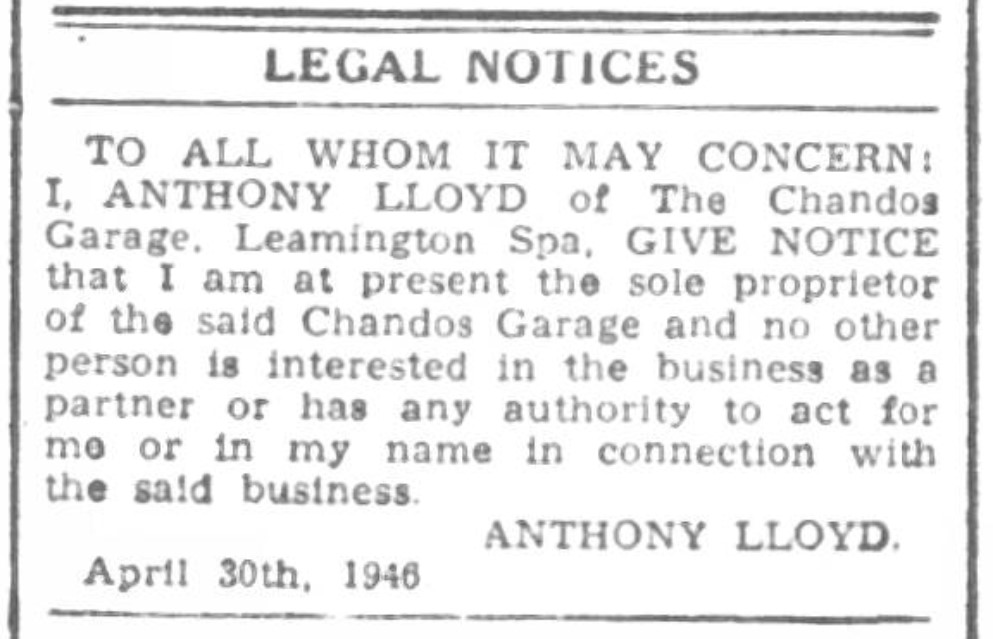 LEGAL NOTICES
TO ALL WHOM IT MAY CONCERN:
I, ANTHONY LLOYD of The Chandos
Garage, Leamington Spa, GIVE NOTICE
that I am at present the sole proprietor
of the said Chandos Garage and no other
person is interested in the business as a
partner or has any authority to act for
me or in my name in connection with
the said business.
ANTHONY LLOYD.
April 30th, 1946